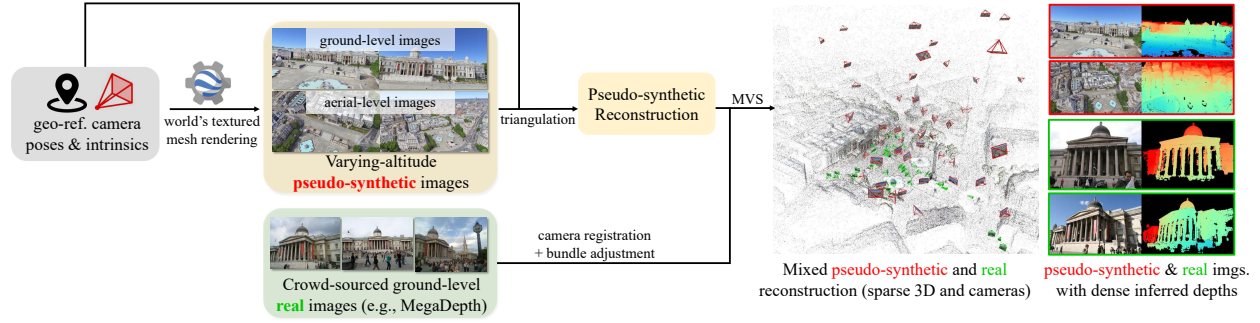 geo-ref. camera
poses & intrinsics
world's textured
mesh rendering
ground-level images
aerial-level images
Varying-altitude
pseudo-synthetic images
triangulation
Pseudo-synthetic
Reconstruction
MVS
Crowd-sourced ground-level
real images (e.g., MegaDepth)
camera registration
+ bundle adjustment
Mixed pseudo-synthetic and real
reconstruction (sparse 3D and cameras)
pseudo-synthetic & real imgs.
with dense inferred depths